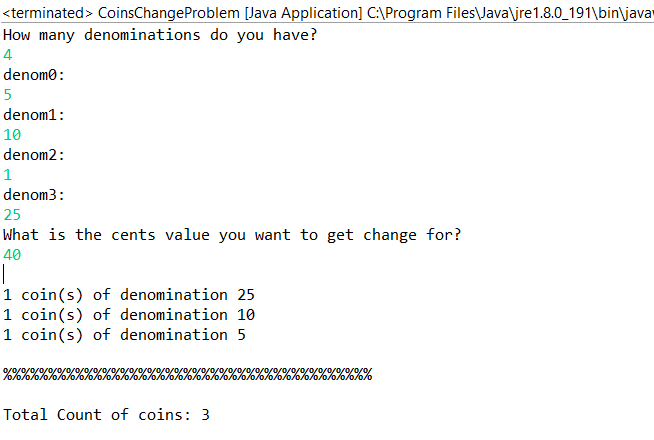 <terminated> CoinsChangeProblem [Java Application] C:\Program Files\Java\jre1.8.0_191\bin\javaw
How many denominations do you have?
4
denom0:
5
denom1:
10
denom2:
1
denom3:
25
What is the cents value you want to get change for?
40
1 coin(s) of denomination 25
1 coin(s) of denomination 10
1 coin(s) of denomination 5
%%%%%%%%%%%%%%%%%%%%%%%%%%%%%%%%%%%%%%%%%
Total Count of coins: 3